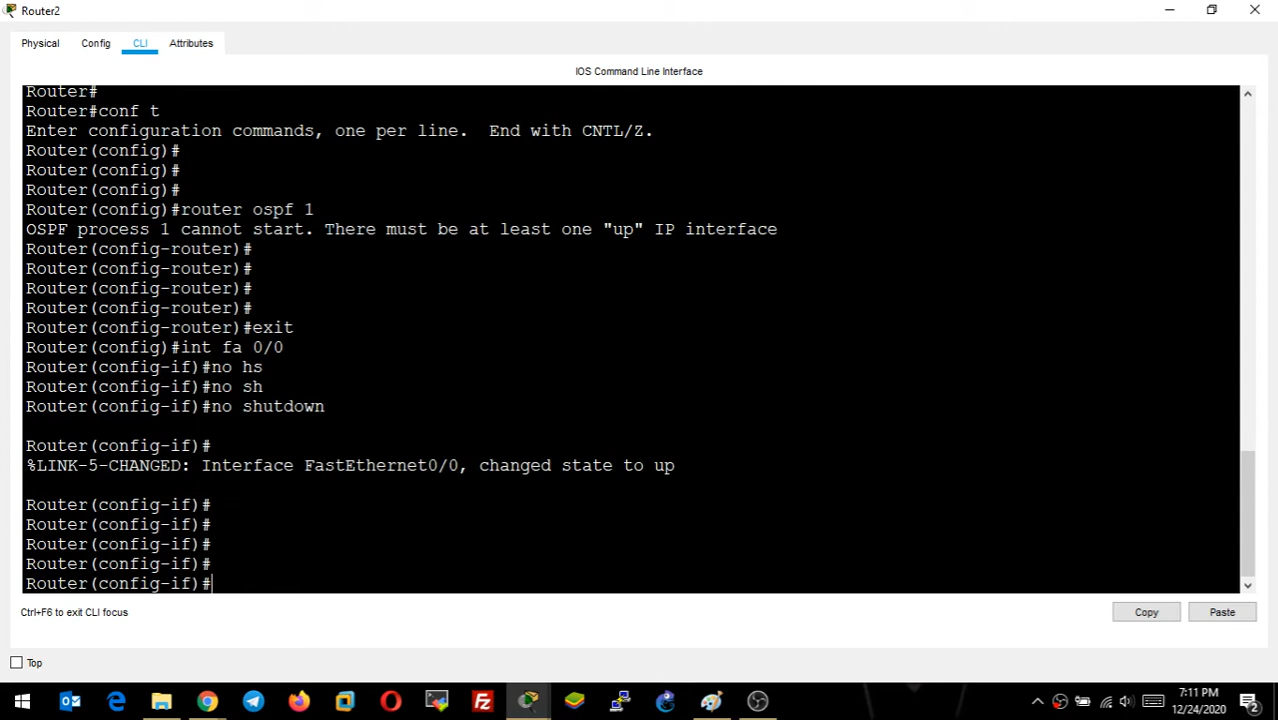 Router2
Physical Config CLI Attributes
IOS Command Line Interface
Router#
Router#conf t
Enter configuration commands, one per line.  End with CNTL/Z.
Router(config)#
Router(config)#
Router(config)#
Router(config)#router ospf 1
OSPF process 1 cannot start. There must be at least one "up" IP interface
Router(config-router)#
Router(config-router)#
Router(config-router)#
Router(config-router)#
Router(config-router)#exit
Router(config)#int fa 0/0
Router(config-if)#no hs
Router(config-if)#no sh
Router(config-if)#no shutdown
Router(config-if)#
%LINK-5-CHANGED: Interface FastEthernet0/0, changed state to up
Router(config-if)#
Router(config-if)#
Router(config-if)#
Router(config-if)#
Router(config-if)#
Ctrl+F6 to exit CLI focus
Copy Paste
Top
7:11 PM
12/24/2020
2